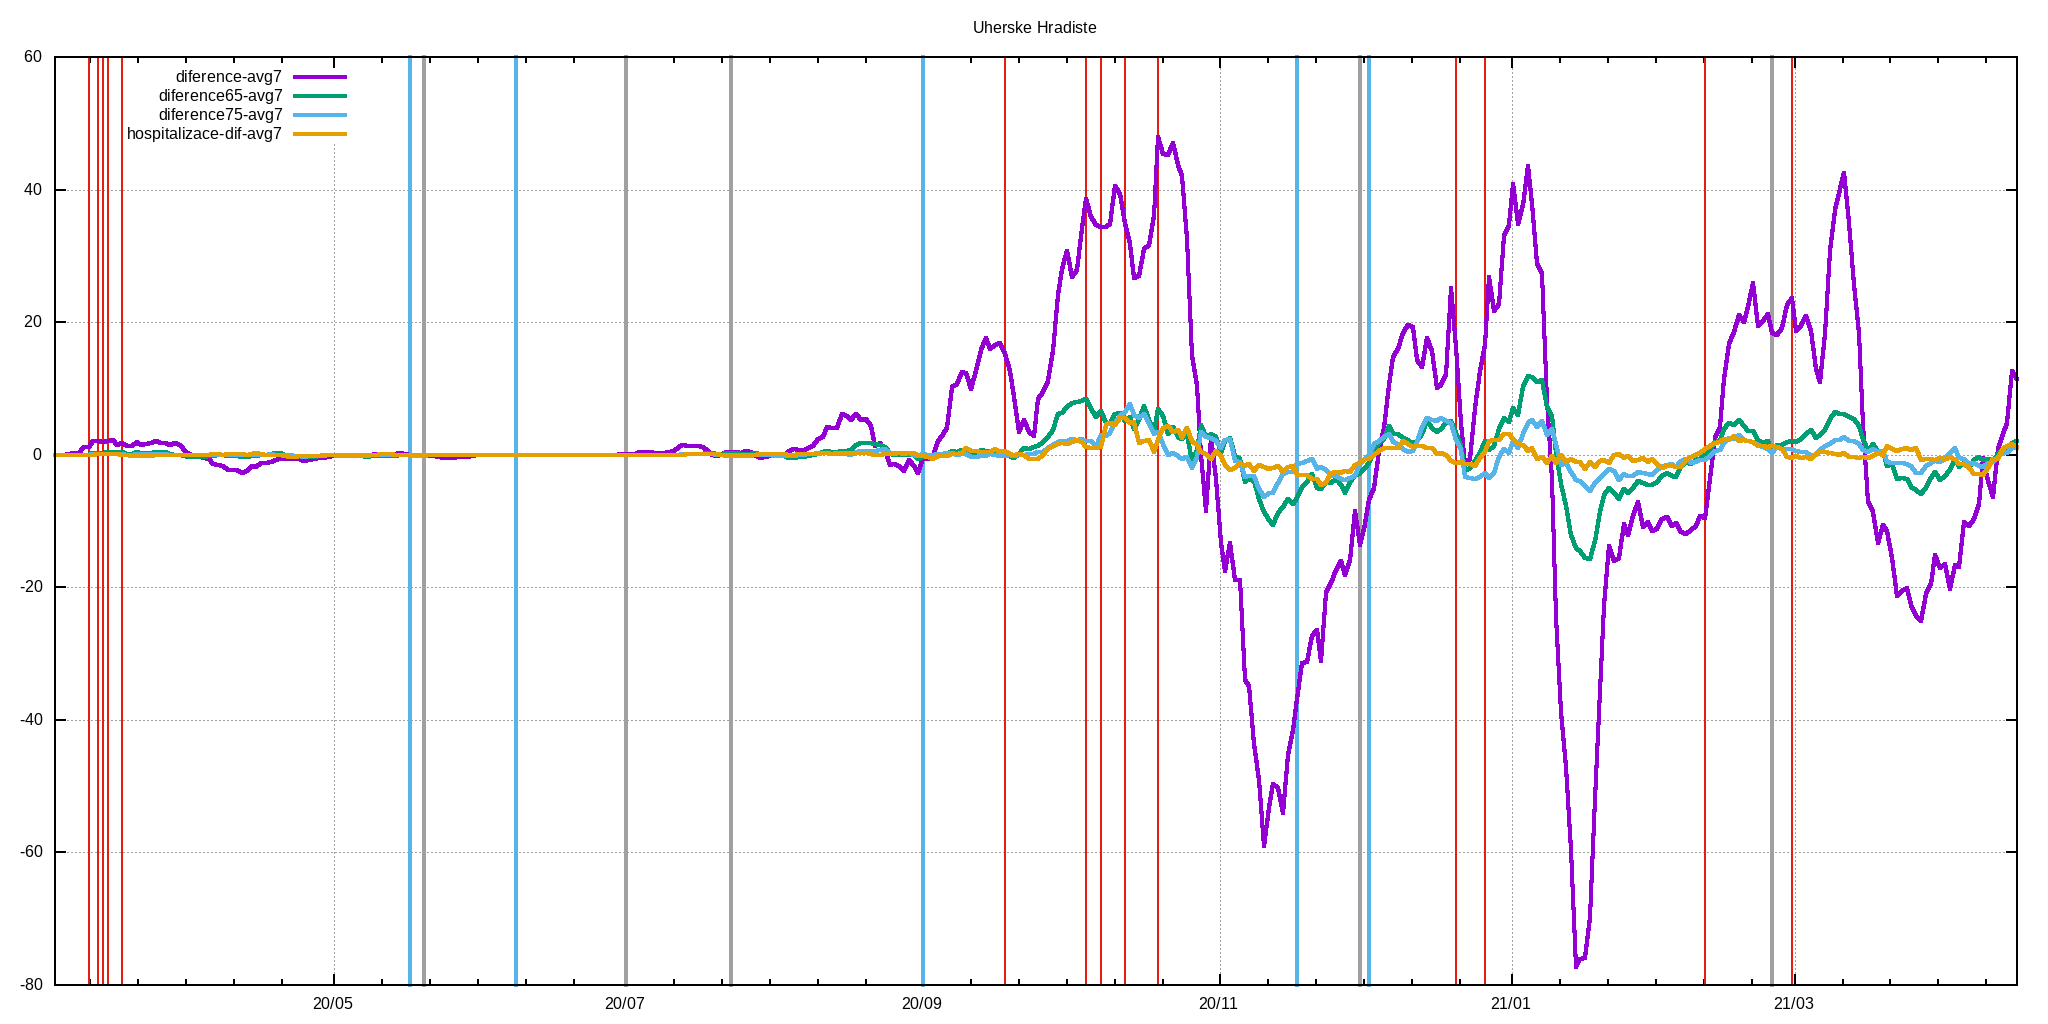 Uherske Hradiste
60
40
20
0
-20
-40
-60
-80
diference-avg7
diference65-avg7
diference75-avg7
hospitalizace-dif-avg7
20/05 20/07 20/09 20/11 21/01 21/03